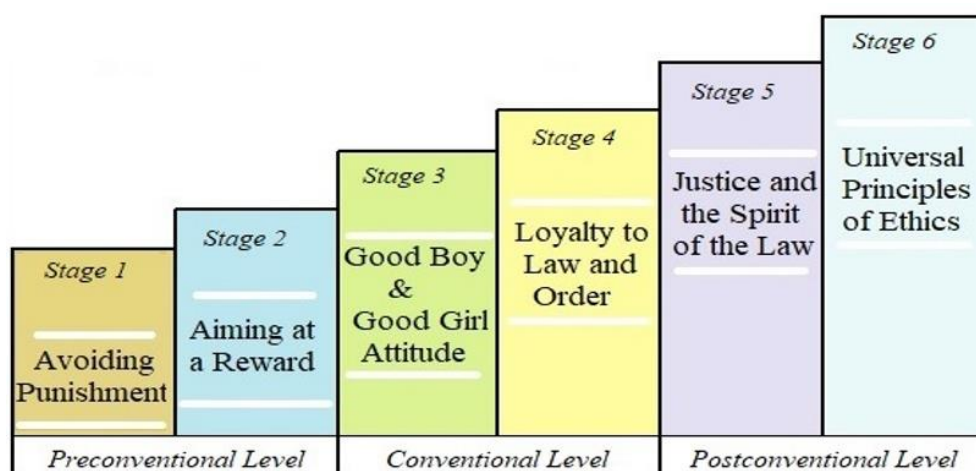 Stage 1
Avoiding
Punishment
Stage 2
Aiming at
a Reward
Stage 3
Good Boy
&
Good Girl
Attitude
Stage 4
Loyalty to
Law and
Order
Stage 5
Justice and
the Spirit
of the Law
Stage 6
Universal
Principles
of Ethics
Preconventional Level
Conventional Level
Postconventional Level